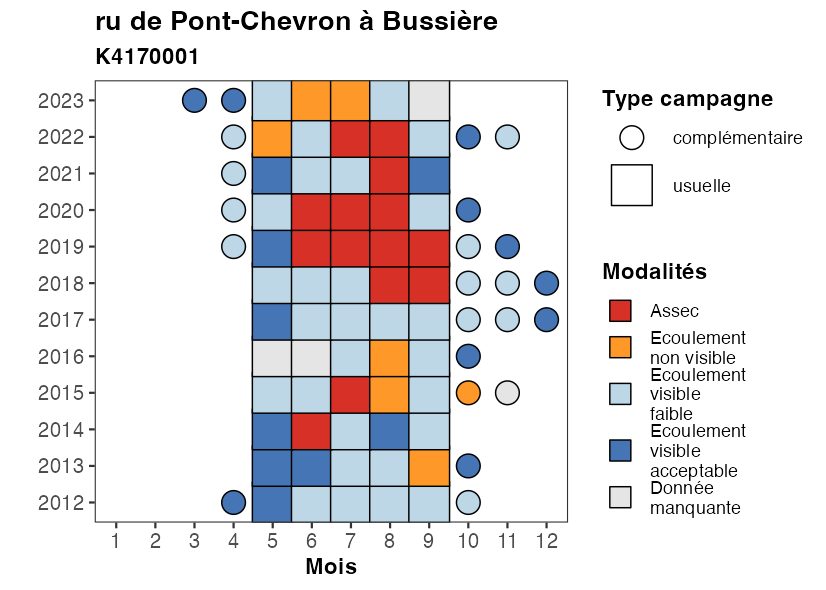 ru de Pont-Chevron à Bussière
K4170001
2023
2022
2021
2020
2019
2018
2017
2016
2015
2014
2013
2012
1 2 3 4 5 6 7 8 9 10 11 12
Mois
Type campagne
complémentaire
usuelle
Modalités
Assec
Ecoulement
non visible
Ecoulement
visible
faible
Ecoulement
visible
acceptable
Donnée
manquante